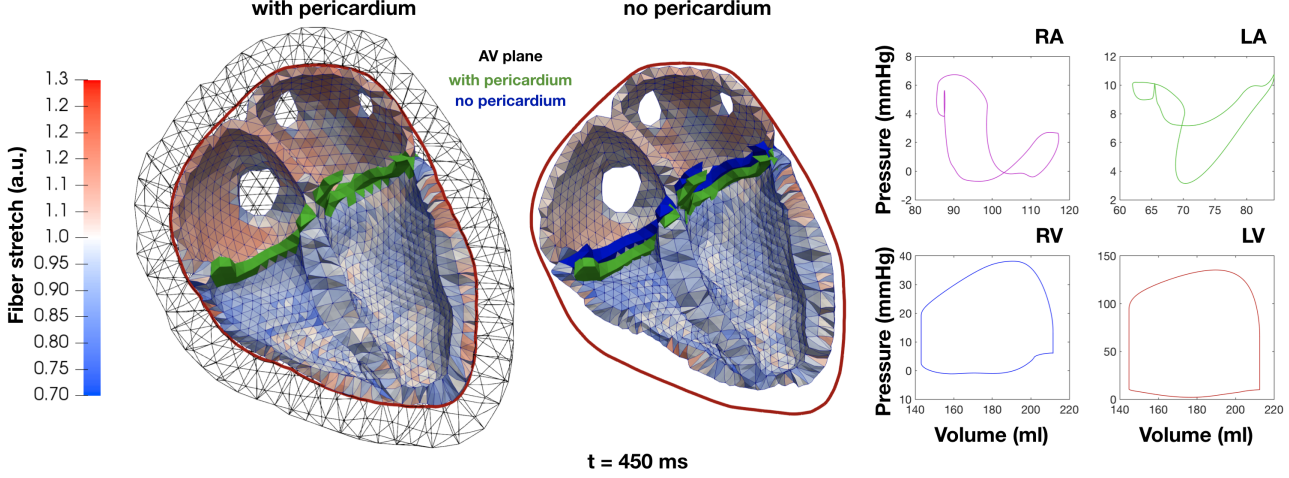 with pericardium
no pericardium
AV plane
with pericardium
no pericardium
Fiber stretch (a.u.)
1.3
1.2
1.2
1.1
1.1
1.0
0.95
0.90
0.85
0.80
0.75
0.70
t = 450 ms
RA
Pressure (mmHg)
8
6
4
2
0
-2
80 90 100 110 120
LA
12
10
8
6
4
2
60 65 70 75 80
RV
Pressure (mmHg)
40
30
20
10
0
10
140 160 180 200 220
Volume (ml)
LV
150
100
50
0
140 160 180 200 220
Volume (ml)